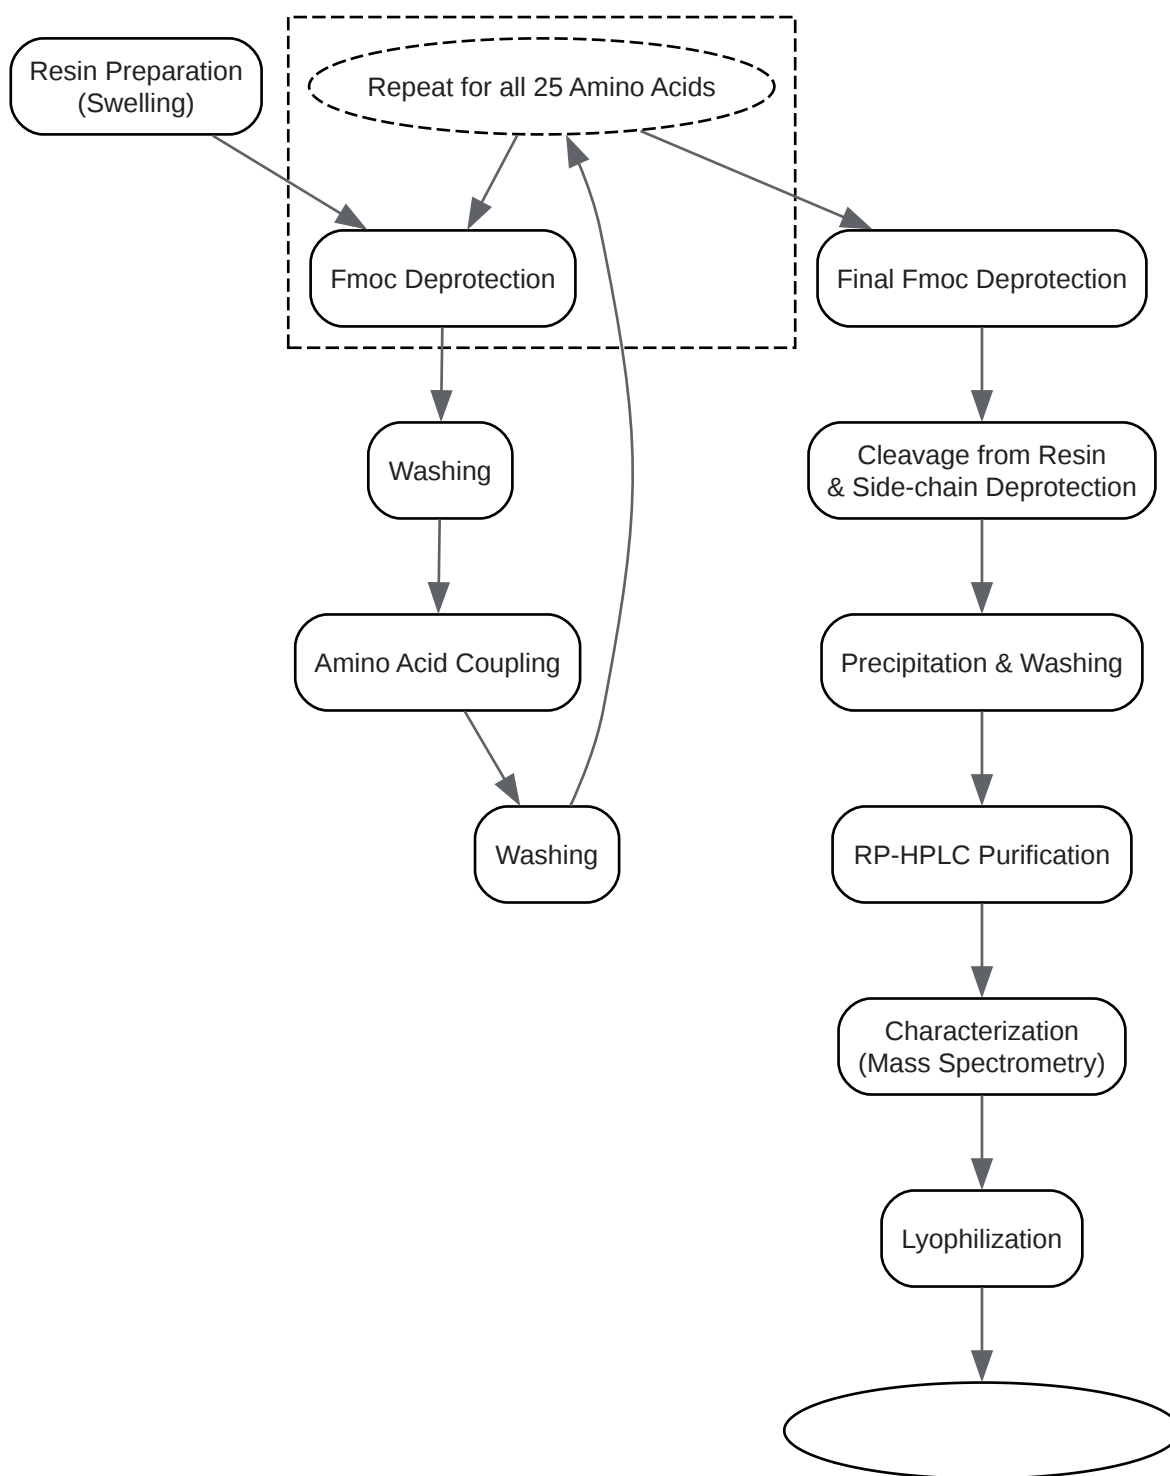 Resin Preparation
(Swelling)
Repeat for all 25 Amino Acids
Fmoc Deprotection
Final Fmoc Deprotection
Washing
Cleavage from Resin
& Side-chain Deprotection
Amino Acid Coupling
Precipitation & Washing
Washing
RP-HPLC Purification
Characterization
(Mass Spectrometry)
Lyophilization